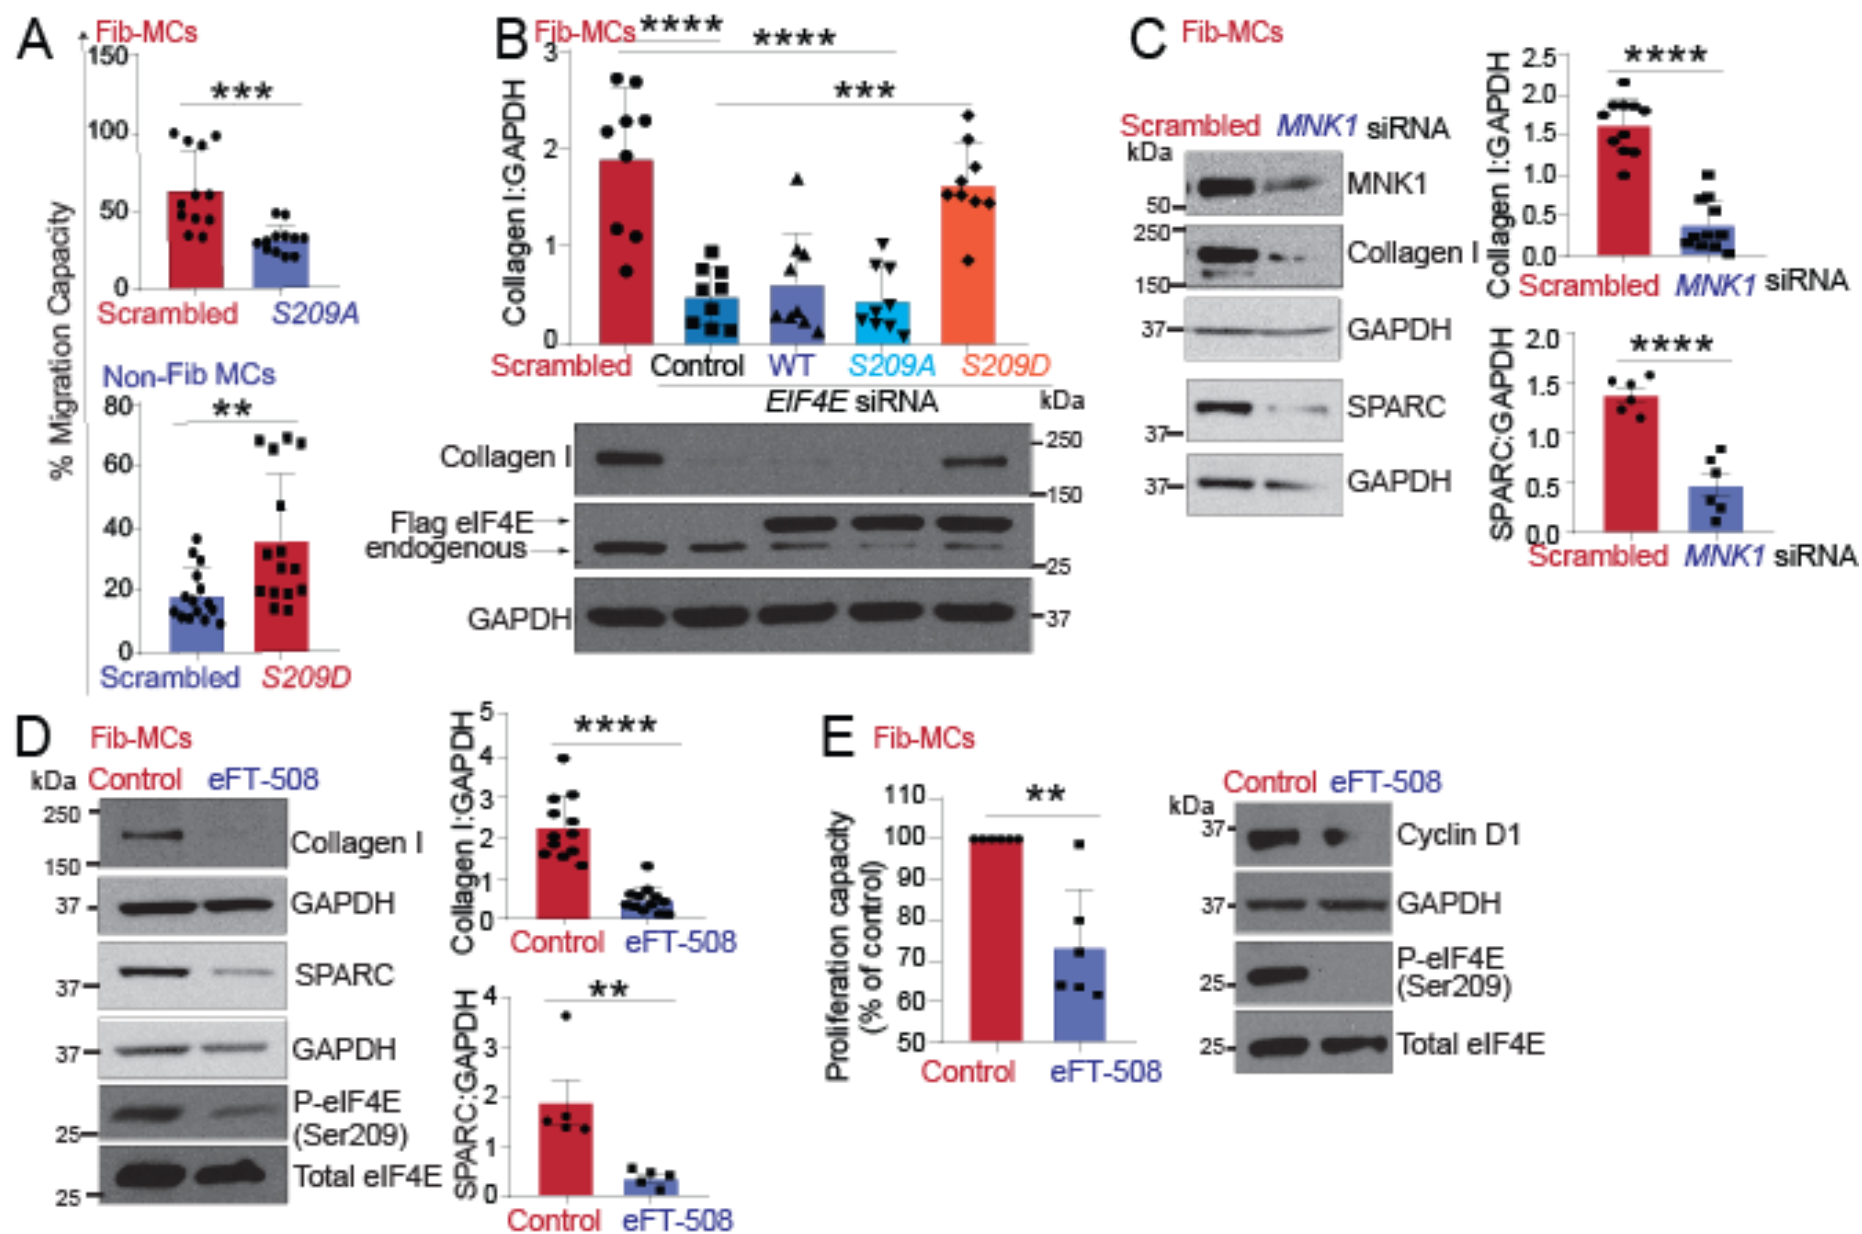 A
Fib-MCs
% Migration Capacity
150
100
50
0
***
Scrambled S209A
Non-Fib MCs
80
60
40
20
0
**
Scrambled S209D
B
Fib-MCs
****
****
***
Collagen I:GAPDH
3
2
1
0
Scrambled Control WT S209A S209D
EIF4E siRNA
kDa
Collagen I
250
150
Flag eIF4E
endogenous
25
GAPDH
37
C
Fib-MCs
Scrambled MNK1 siRNA
kDa
MNK1
50
250
Collagen I
150
37
GAPDH
SPARC
37
37
GAPDH
Collagen I:GAPDH
2.5
2.0
1.5
1.0
0.5
0.0
****
Scrambled MNK1 siRNA
SPARC:GAPDH
2.0
1.5
1.0
0.5
0.0
****
Scrambled MNK1 siRNA
D
Fib-MCs
kDa Control eFT-508
250
Collagen I
150
37
GAPDH
SPARC
37
37
GAPDH
P-eIF4E
(Ser209)
25
Total eIF4E
25
Collagen I:GAPDH
5
4
3
2
1
0
****
Control eFT-508
SPARC:GAPDH
4
3
2
1
0
**
Control eFT-508
E
Fib-MCs
Proliferation capacity
(% of control)
110
100
90
80
70
60
50
**
Control eFT-508
Control eFT-508
kDa
37
Cyclin D1
37
GAPDH
P-eIF4E
(Ser209)
25
25
Total eIF4E